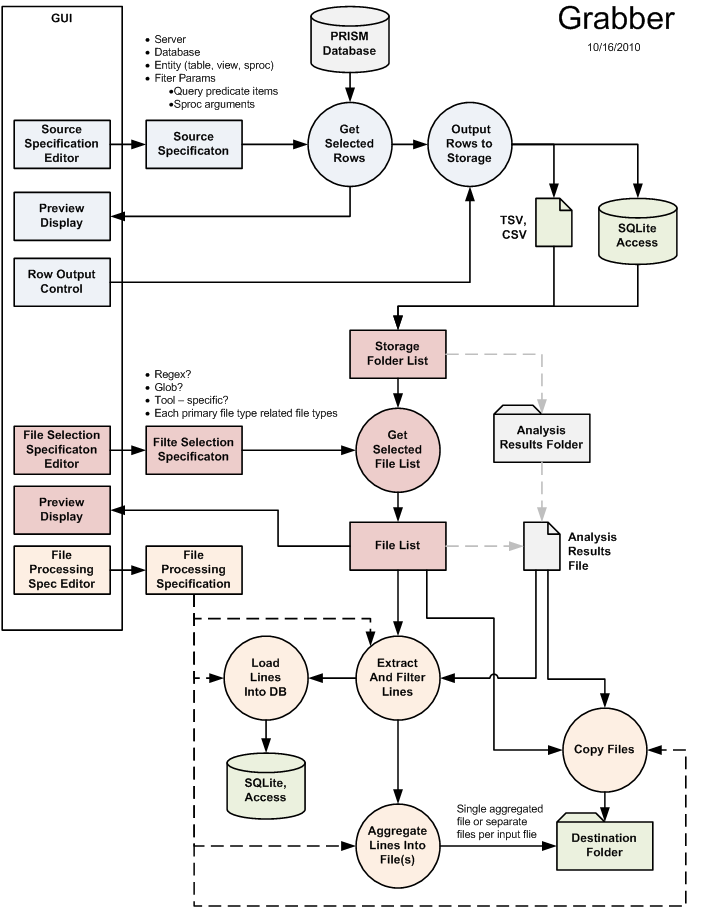 Grabber
10/16/2010
GUI
• Server
• Database
• Entity (table, view, sproc)
• Fiter Params
•Query predicate items
•Sproc arguments
PRISM
Database
Source
Specification
Editor
Source
Specificaton
Get
Selected
Rows
Output
Rows to
Storage
Preview
Display
TSV,
CSV
SQLite
Access
Row Output
Control
Storage
Folder List
• Regex?
• Glob?
• Tool – specific?
• Each primary file type related file types
File Selection
Specificaton
Editor
Filte Selection
Specificaton
Get
Selected
File List
Analysis
Results Folder
Preview
Display
File List
Analysis
Results
File
File
Processing
Spec Editor
File
Processing
Specification
Load
Lines
Into DB
Extract
And Filter
Lines
Copy Files
SQLite,
Access
Single aggregated
file or separate
files per input flie
Aggregate
Lines Into
File(s)
Destination
Folder